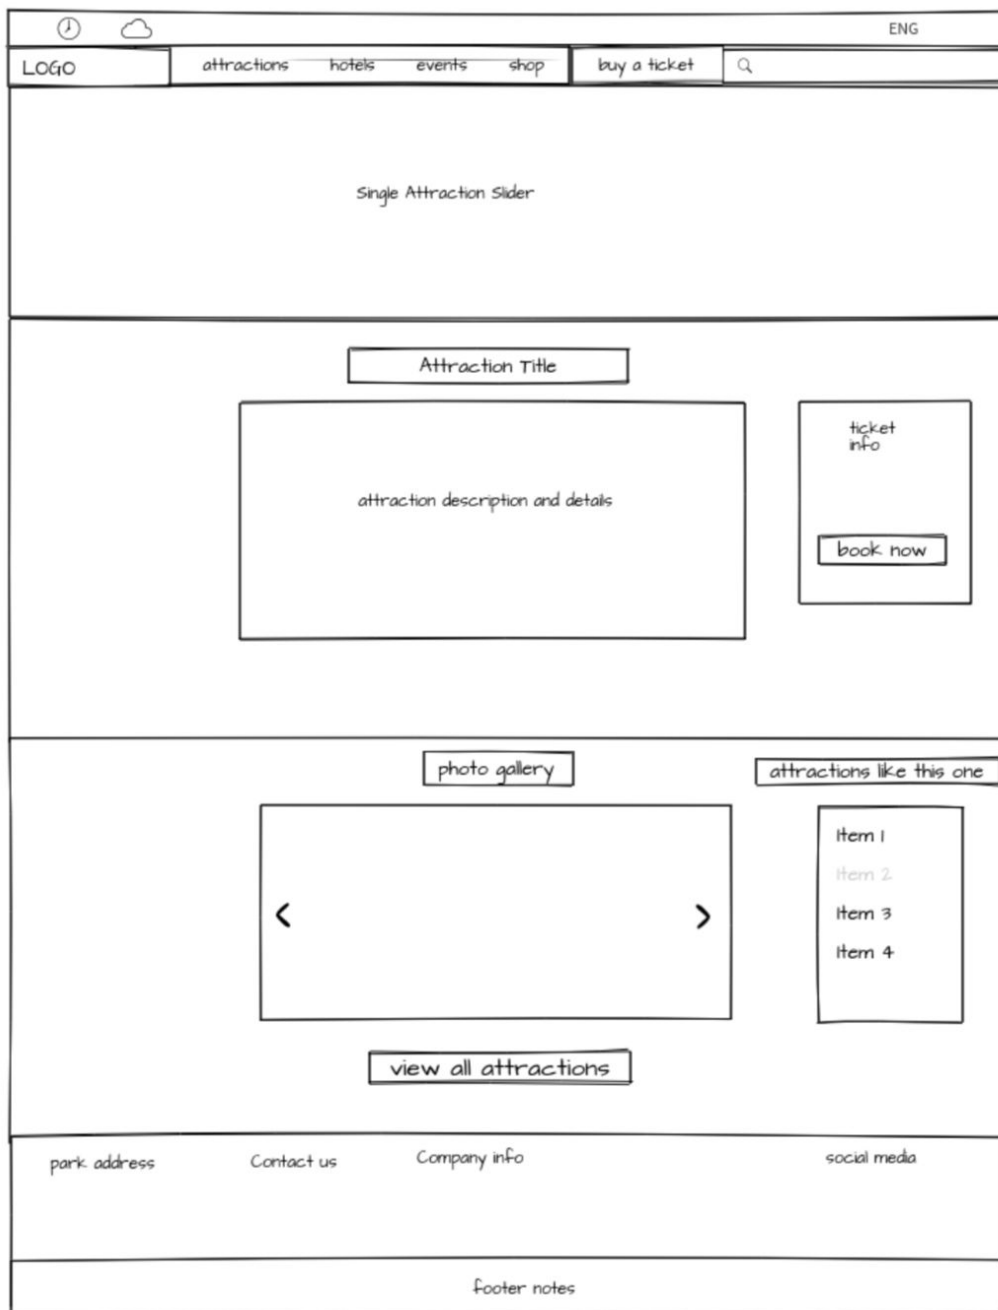 ENG
LOGO
attractions hotels events shop buy a ticket
Single Attraction Slider
Attraction Title
ticket
info
attraction description and details
book now
photo gallery
attractions like this one
Item 1
Item 2
Item 3
Item 4
view all attractions
park address Contact us Company info social media
footer notes